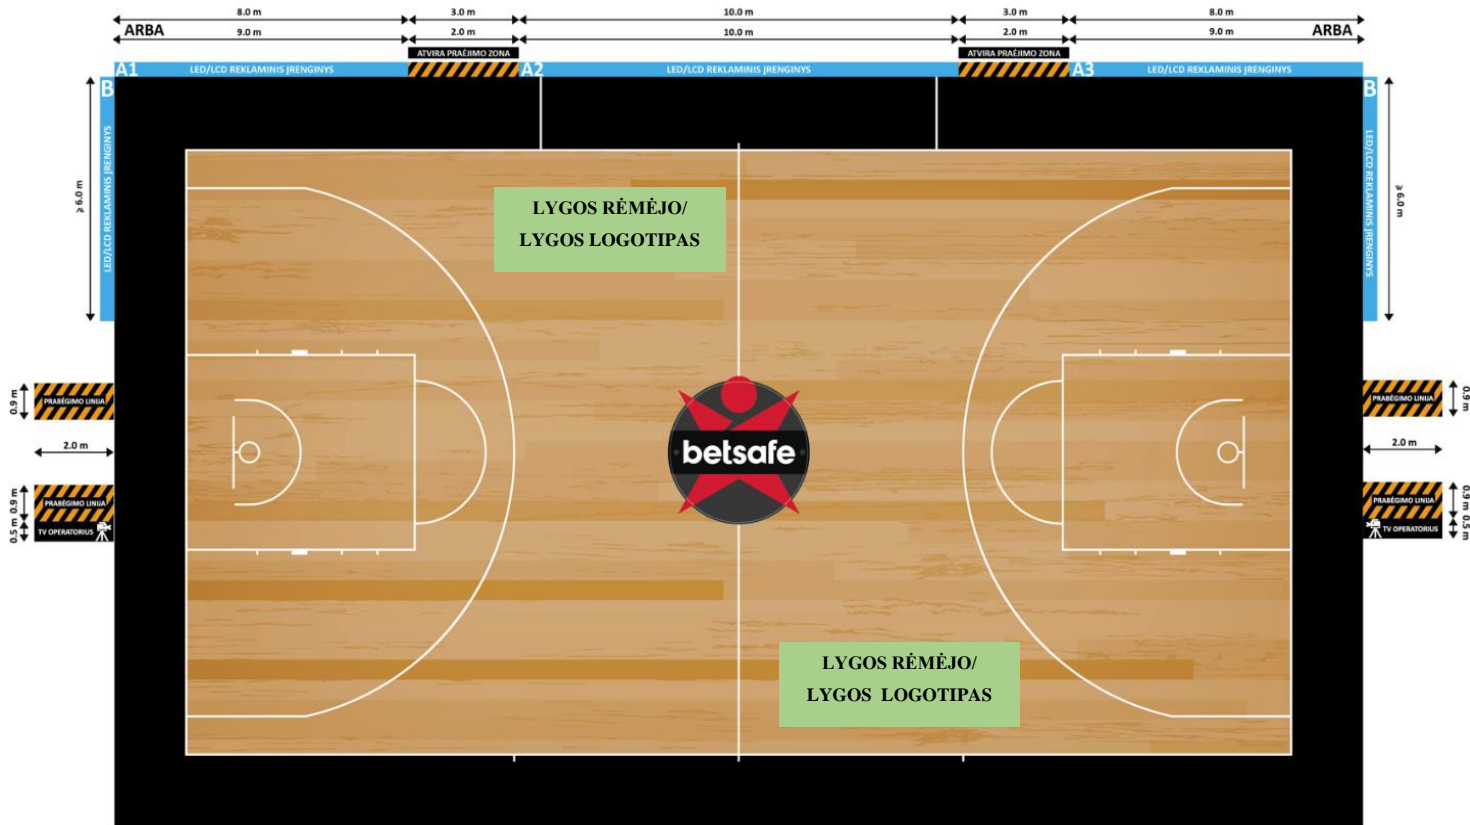 8.0 m 3.0 m 10.0 m 3.0 m 8.0 m
ARBA 9.0 m 2.0 m 10.0 m 2.0 m 9.0 m ARBA
ATVIRA PRAĖJIMO ZONA ATVIRA PRAĖJIMO ZONA
A1 LED/LCD REKLAMINIS ĮRENGINYS A2 LED/LCD REKLAMINIS ĮRENGINYS A3 LED/LCD REKLAMINIS ĮRENGINYS
B
LED/LCD REKLAMINIS ĮRENGINYS
≥ 6.0 m
B
LED/LCD REKLAMINIS ĮRENGINYS
≥ 6.0 m
LYGOS RĖMĖJO/
LYGOS LOGOTIPAS
0.9 m PRABĖGIMO LINIJA
2.0 m
0.9 m PRABĖGIMO LINIJA
0.5 m TV OPERATORIUS
betsafe
PRABĖGIMO LINIJA 0.9 m
2.0 m
PRABĖGIMO LINIJA 0.9 m
TV OPERATORIUS 0.5 m
LYGOS RĖMĖJO/
LYGOS LOGOTIPAS